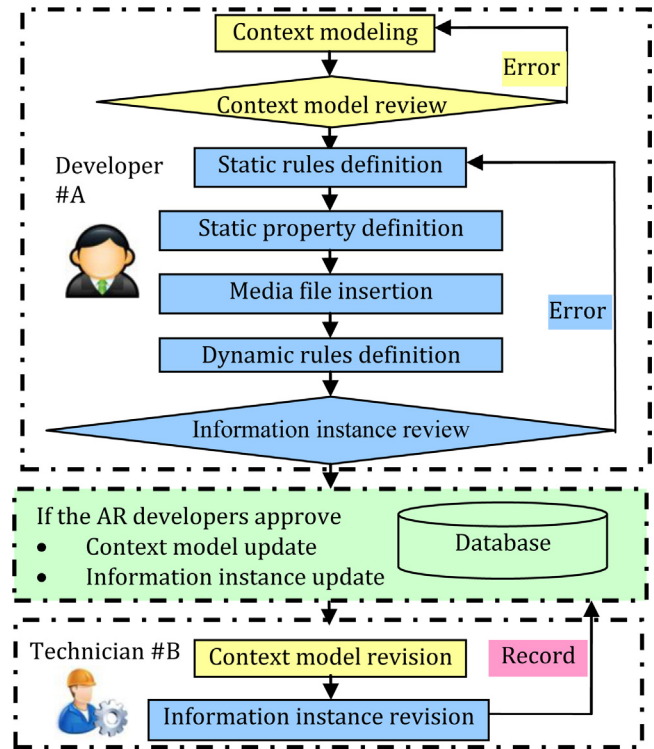 Context modeling
Error
Context model review
Developer
#A
Static rules definition
Static property definition
Media file insertion
Error
Dynamic rules definition
Information instance review
If the AR developers approve
• Context model update
• Information instance update
Database
Technician #B
Context model revision
Record
Information instance revision